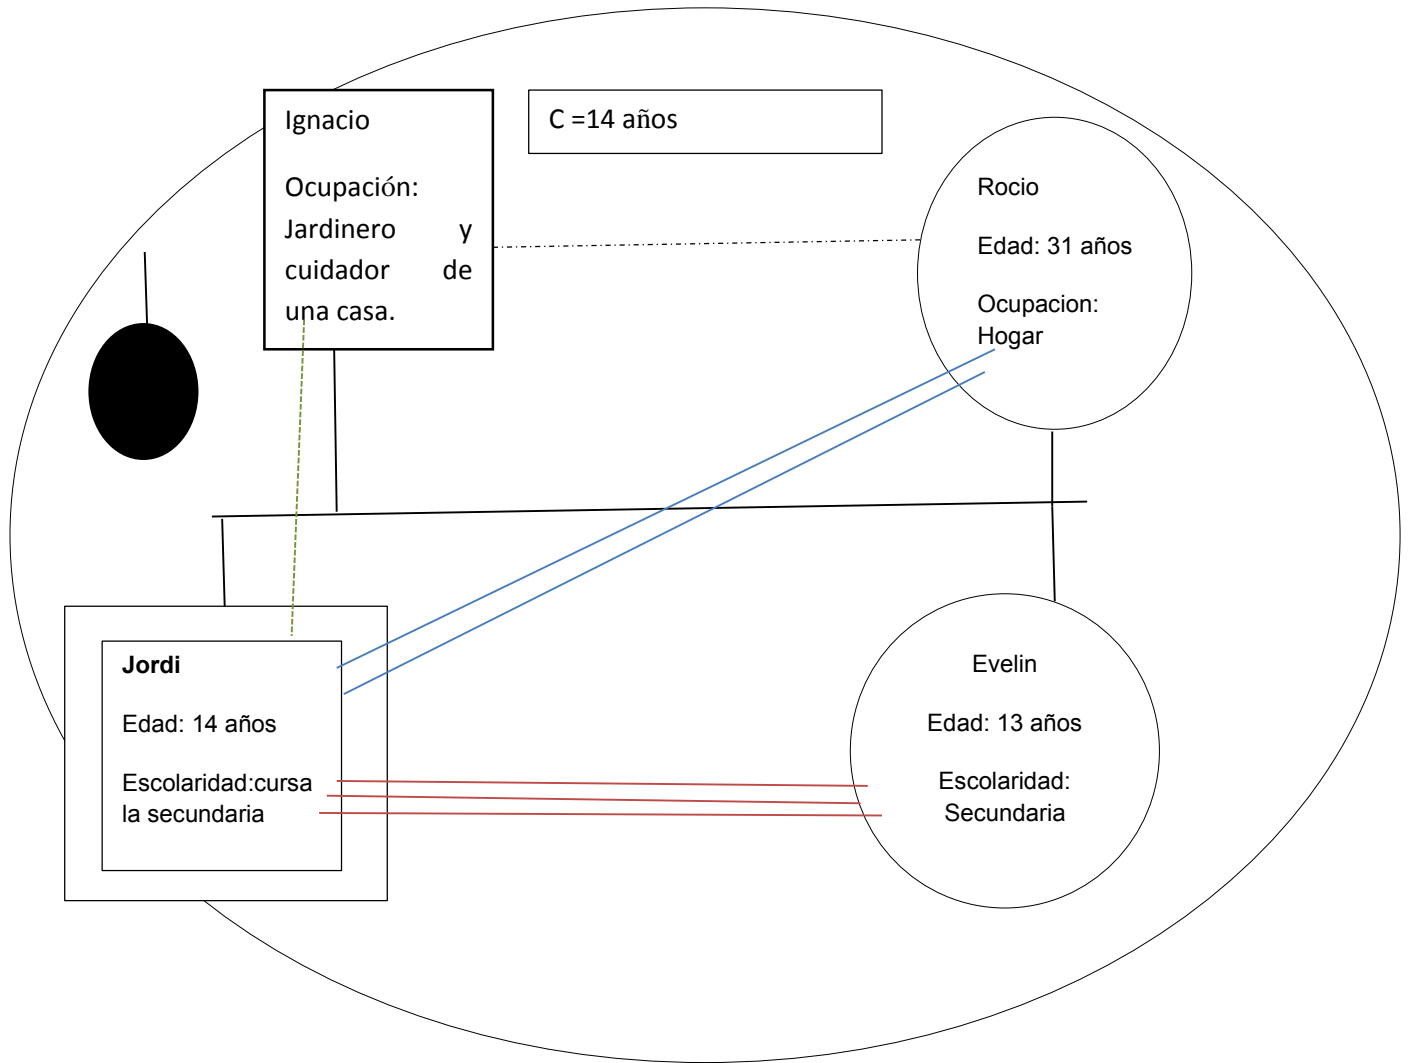 Ignacio
Ocupación:
Jardinero y
cuidador de
una casa.
C =14 años
Rocio
Edad: 31 años
Ocupacion:
Hogar
Jordi
Edad: 14 años
Escolaridad:cursa
la secundaria
Evelin
Edad: 13 años
Escolaridad:
Secundaria